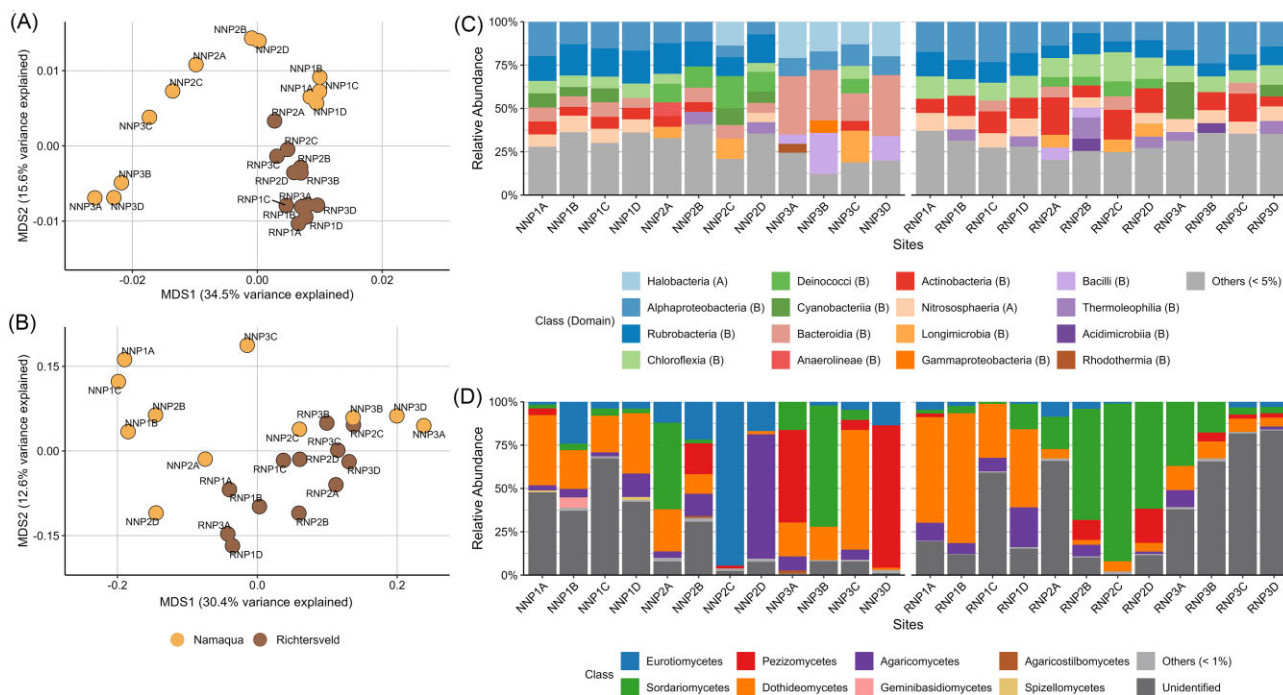 (A)
NNP2B
NNP2D
NNP2A
NNP1B
NNP2C
NNP1A
NNP1C
NNP1D
RNP2A
NNP3C
RNP2C
RNP3C
RNP2B
NNP3B
RNP2D
RNP3B
RNP1C
RNP3A
NNP3A
NNP3D
RNP1B
RNP3D
RNP1A
RNP1D
0.01
0.00
-0.01
MDS2 (15.6% variance explained)
-0.02
0.00
0.02
MDS1 (34.5% variance explained)
(B)
NNP3C
NNP1A
NNP1C
NNP2B
NNP1B
RNP3B
NNP3B
NNP3D
NNP2C
RNP2C
NNP3A
RNP3C
NNP2A
RNP1C
RNP2D
RNP3D
RNP1A
RNP2A
RNP1B
NNP2D
RNP2B
RNP3A
RNP1D
0.15
0.00
-0.15
MDS2 (12.6% variance explained)
-0.2
0.0
0.2
MDS1 (30.4% variance explained)
Namaqua
Richtersveld
(C)
100%
75%
50%
25%
0%
Relative Abundance
NNP1A
NNP1B
NNP1C
NNP1D
NNP2A
NNP2B
NNP2C
NNP2D
NNP3A
NNP3B
NNP3C
NNP3D
RNP1A
RNP1B
RNP1C
RNP1D
RNP2A
RNP2B
RNP2C
RNP2D
RNP3A
RNP3B
RNP3C
RNP3D
Sites
Class (Domain)
Halobacteria (A)
Alphaproteobacteria (B)
Rubrobacteria (B)
Chloroflexia (B)
Deinococci (B)
Cyanobacteriia (B)
Bacteroidia (B)
Anaerolineae (B)
Actinobacteria (B)
Nitrososphaeria (A)
Longimicrobia (B)
Gammaproteobacteria (B)
Bacilli (B)
Thermoleophilia (B)
Acidimicrobiia (B)
Rhodothermia (B)
Others (< 5%)
(D)
100%
75%
50%
25%
0%
Relative Abundance
NNP1A
NNP1B
NNP1C
NNP1D
NNP2A
NNP2B
NNP2C
NNP2D
NNP3A
NNP3B
NNP3C
NNP3D
RNP1A
RNP1B
RNP1C
RNP1D
RNP2A
RNP2B
RNP2C
RNP2D
RNP3A
RNP3B
RNP3C
RNP3D
Sites
Class
Eurotiomycetes
Sordariomycetes
Pezizomycetes
Dothideomycetes
Agaricomycetes
Geminibasidiomycetes
Agaricostilbomycetes
Spizellomycetes
Others (< 1%)
Unidentified